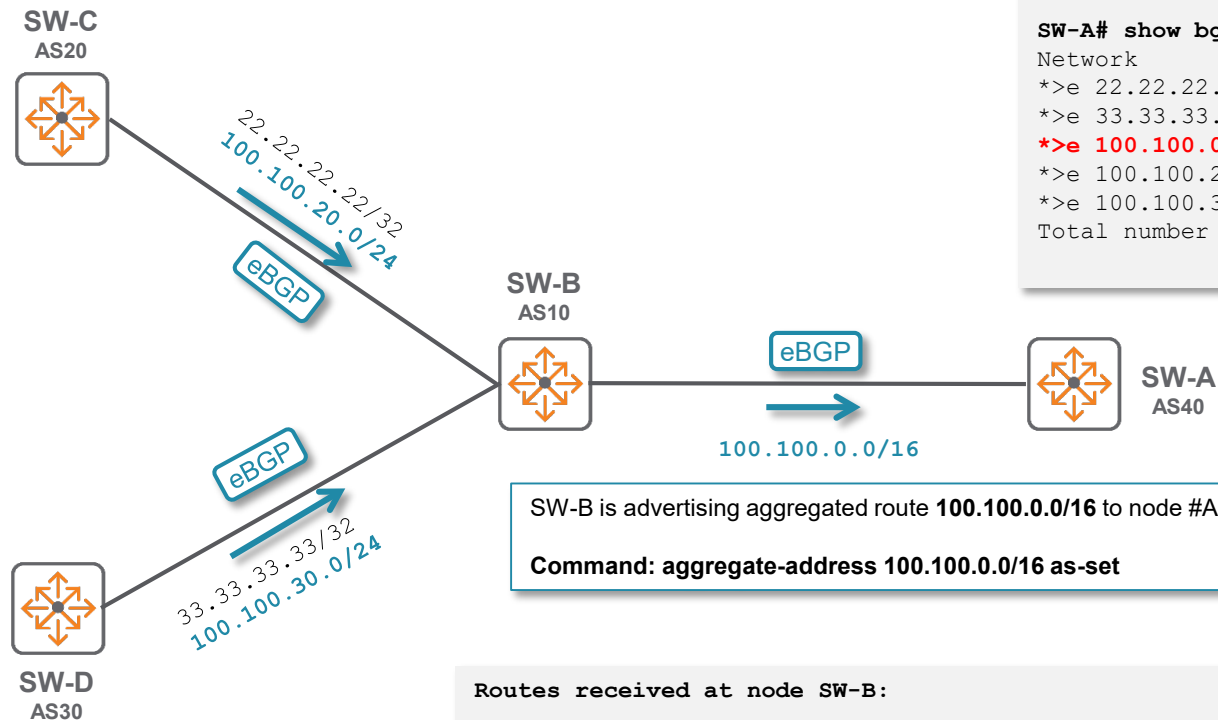 SW-C
AS20
SW-A# show bg
Network
*>e 22.22.22.
*>e 33.33.33.
*>e 100.100.0
*>e 100.100.2
*>e 100.100.3
Total number
22.22.22.22/32
100.100.20.0/24
eBGP
SW-B
AS10
eBGP
SW-A
AS40
100.100.0.0/16
eBGP
33.33.33.33/32
100.100.30.0/24
SW-B is advertising aggregated route 100.100.0.0/16 to node #A
Command: aggregate-address 100.100.0.0/16 as-set
SW-D
AS30
Routes received at node SW-B: